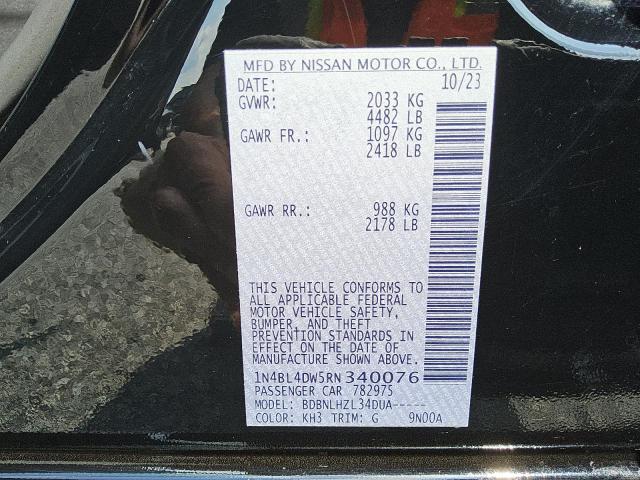 MFD BY NISSAN MOTOR CO., LTD.
DATE: 10/23
GVWR: 2033 KG
4482 LB
GAWR FR.: 1097 KG
2418 LB
GAWR RR.: 988 KG
2178 LB
THIS VEHICLE CONFORMS TO
ALL APPLICABLE FEDERAL
MOTOR VEHICLE SAFETY,
BUMPER, AND THEFT
PREVENTION STANDARDS IN
EFFECT ON THE DATE OF
MANUFACTURE SHOWN ABOVE.
1N4BL4DW5RN340076
PASSENGER CAR 782975
MODEL: BDBNLHZL34DUA-----
COLOR: KH3 TRIM: G 9N00A